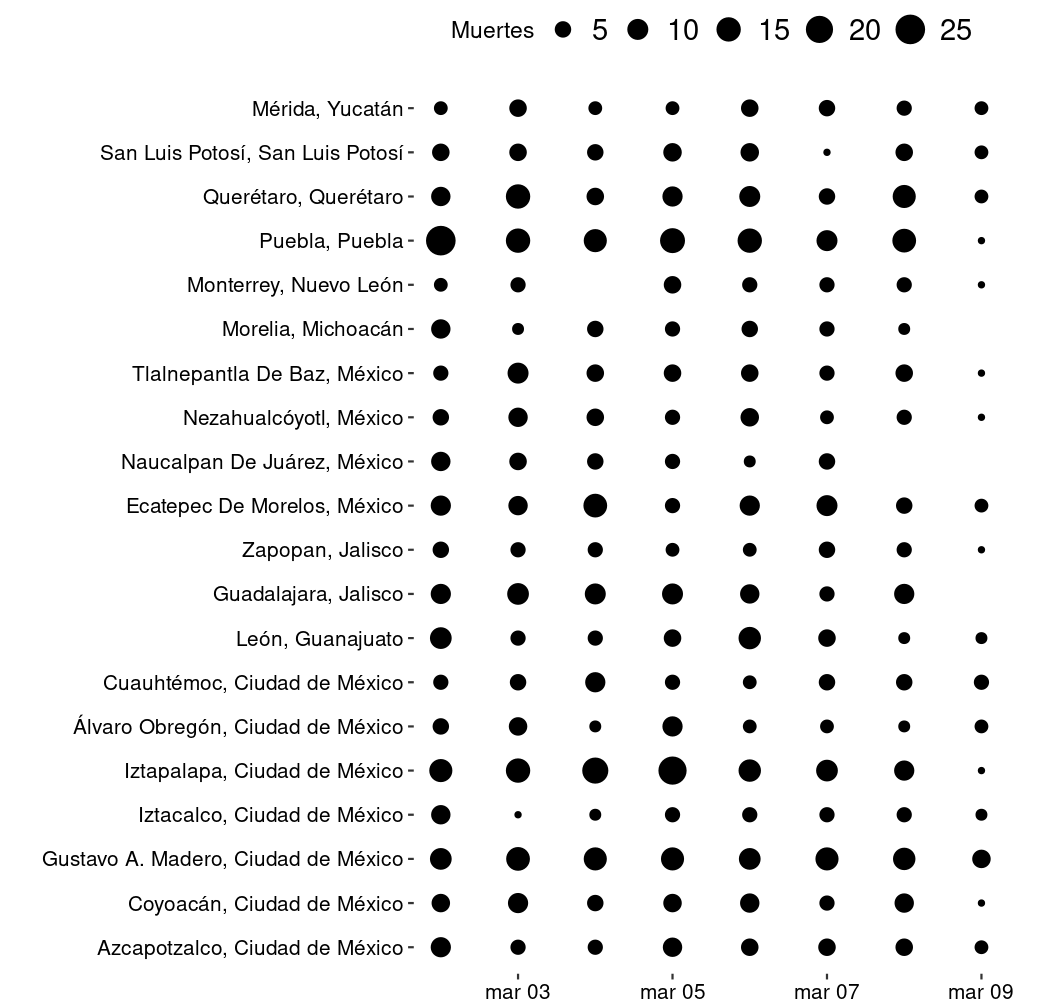 Muertes 5 10 15 20 25
Mérida, Yucatán
San Luis Potosí, San Luis Potosí
Querétaro, Querétaro
Puebla, Puebla
Monterrey, Nuevo León
Morelia, Michoacán
Tlalnepantla De Baz, México
Nezahualcóyotl, México
Naucalpan De Juárez, México
Ecatepec De Morelos, México
Zapopan, Jalisco
Guadalajara, Jalisco
León, Guanajuato
Cuauhtémoc, Ciudad de México
Álvaro Obregón, Ciudad de México
Iztapalapa, Ciudad de México
Iztacalco, Ciudad de México
Gustavo A. Madero, Ciudad de México
Coyoacán, Ciudad de México
Azcapotzalco, Ciudad de México
mar 03 mar 05 mar 07 mar 09